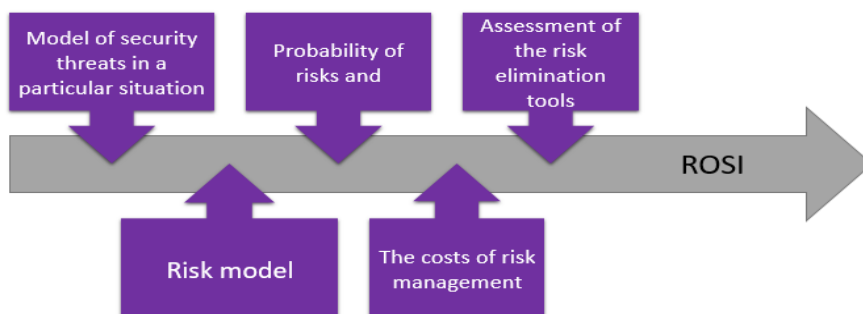 Model of security
threats in a
particular situation
Probability of
risks and
Assessment of
the risk
elimination
tools
ROSI
Risk model
The costs of risk
management